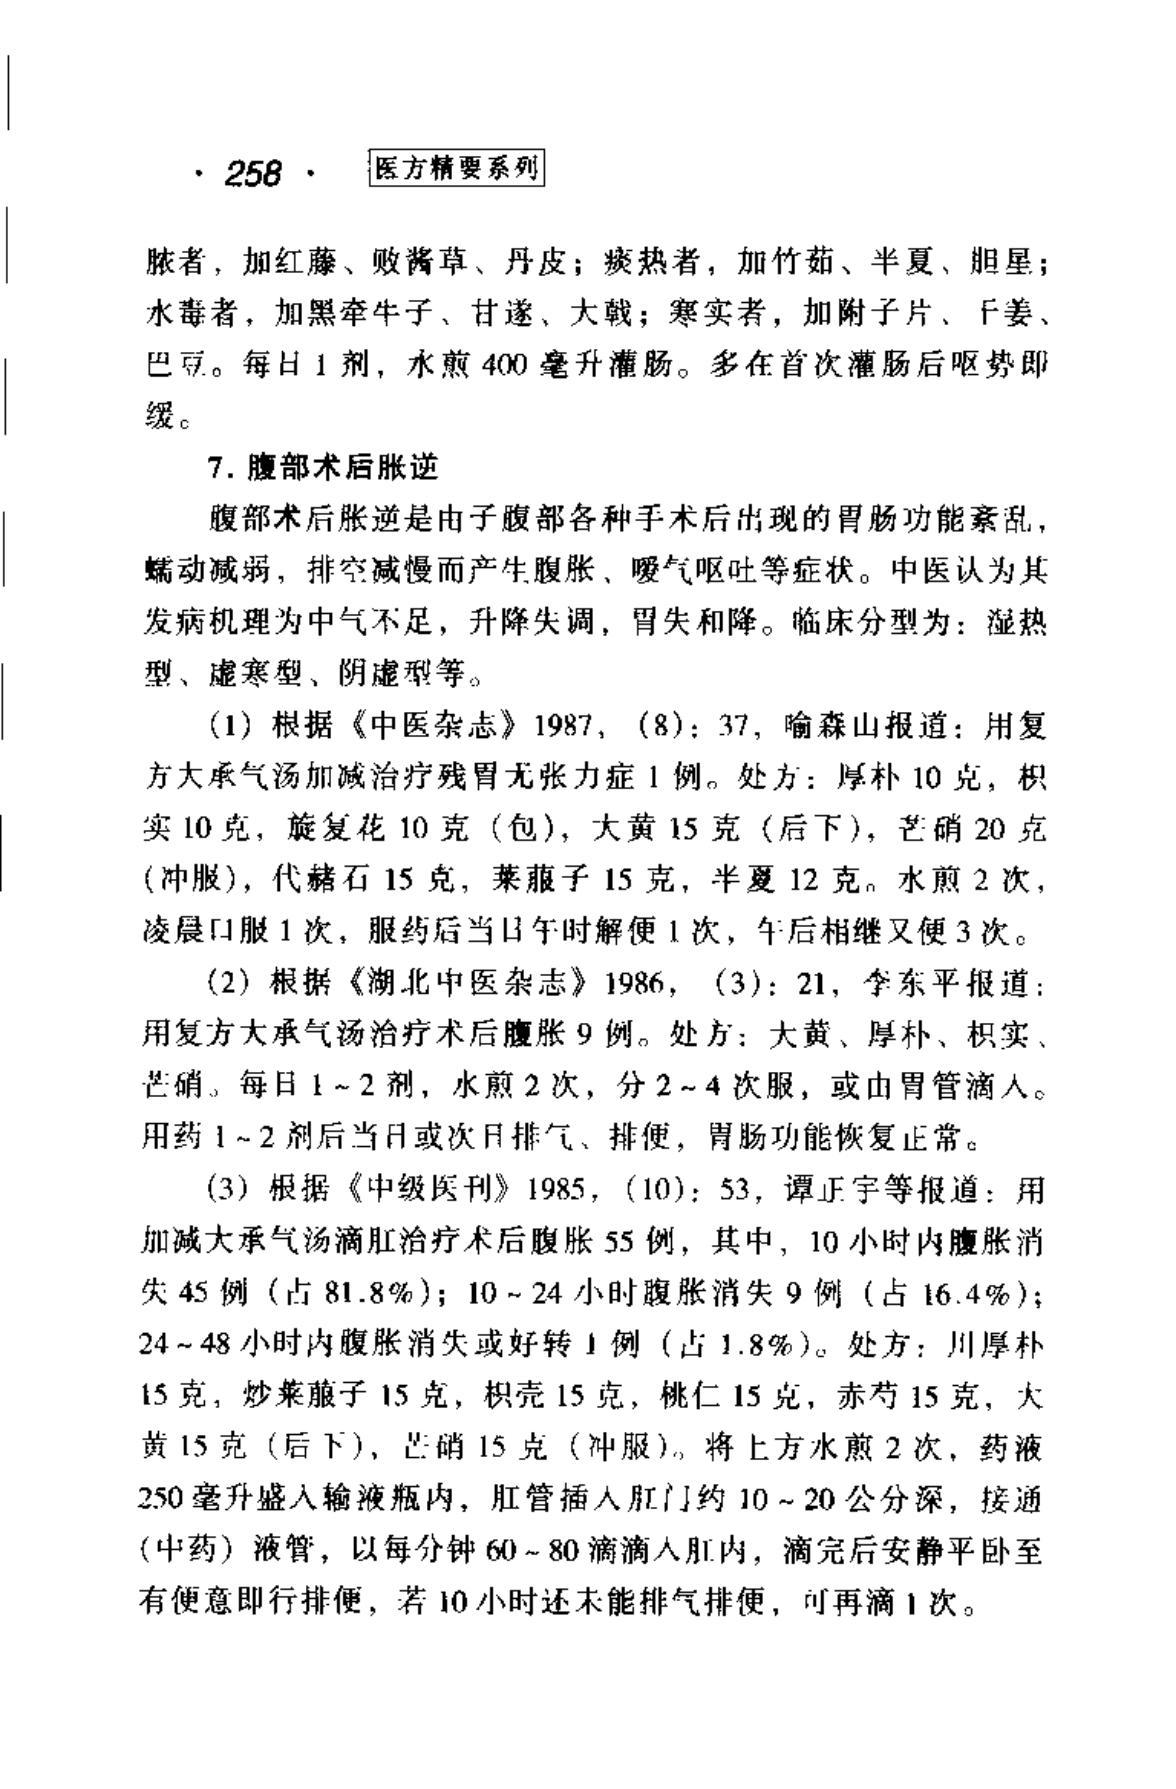 · 258 · 医方精要系列
脓者，加红藤、败酱草、丹皮；痰热者，加竹茹、半夏、胆星；
水毒者，加黑牵牛子、甘遂、大戟；寒实者，加附子片、干姜、
巴豆。每日 1 剂，水煎 400 毫升灌肠。多在首次灌肠后呕势即
缓。
7. 腹部术后胀逆
腹部术后胀逆是由于腹部各种手术后出现的胃肠功能紊乱，
蠕动减弱，排空减慢而产生腹胀、嗳气呕吐等症状。中医认为其
发病机理为中气不足，升降失调，胃失和降。临床分型为：湿热
型、虚寒型、阴虚型等。
(1) 根据《中医杂志》1987，(8)：37，喻森山报道：用复
方大承气汤加减治疗残胃无张力症 1 例。处方：厚朴 10 克，枳
实 10 克，旋复花 10 克（包），大黄 15 克（后下），芒硝 20 克
(冲服)，代赭石 15 克，莱菔子 15 克，半夏 12 克。水煎 2 次，
凌晨口服 1 次，服药后当日午时解便 1 次，午后相继又便 3 次。
(2) 根据《湖北中医杂志》1986，(3)：21，李东平报道：
用复方大承气汤治疗术后腹胀 9 例。处方：大黄、厚朴、枳实、
芒硝。每日 1～2 剂，水煎 2 次，分 2～4 次服，或由胃管滴入。
用药 1～2 剂后当日或次日排气、排便，胃肠功能恢复正常。
(3) 根据《中级医刊》1985，(10)：53，谭正宇等报道：用
加减大承气汤滴肛治疗术后腹胀 55 例，其中，10 小时内腹胀消
失 45 例（占 81.8%）；10～24 小时腹胀消失 9 例（占 16.4%）；
24～48 小时内腹胀消失或好转 1 例（占 1.8%）。处方：川厚朴
15 克，炒莱菔子 15 克，枳壳 15 克，桃仁 15 克，赤芍 15 克，大
黄 15 克（后下），芒硝 15 克（冲服）。将上方水煎 2 次，药液
250 毫升盛入输液瓶内，肛管插入肛门约 10～20 公分深，接通
(中药）液管，以每分钟 60～80 滴滴入肛内，滴完后安静平卧至
有便意即行排便，若 10 小时还未能排气排便，可再滴 1 次。